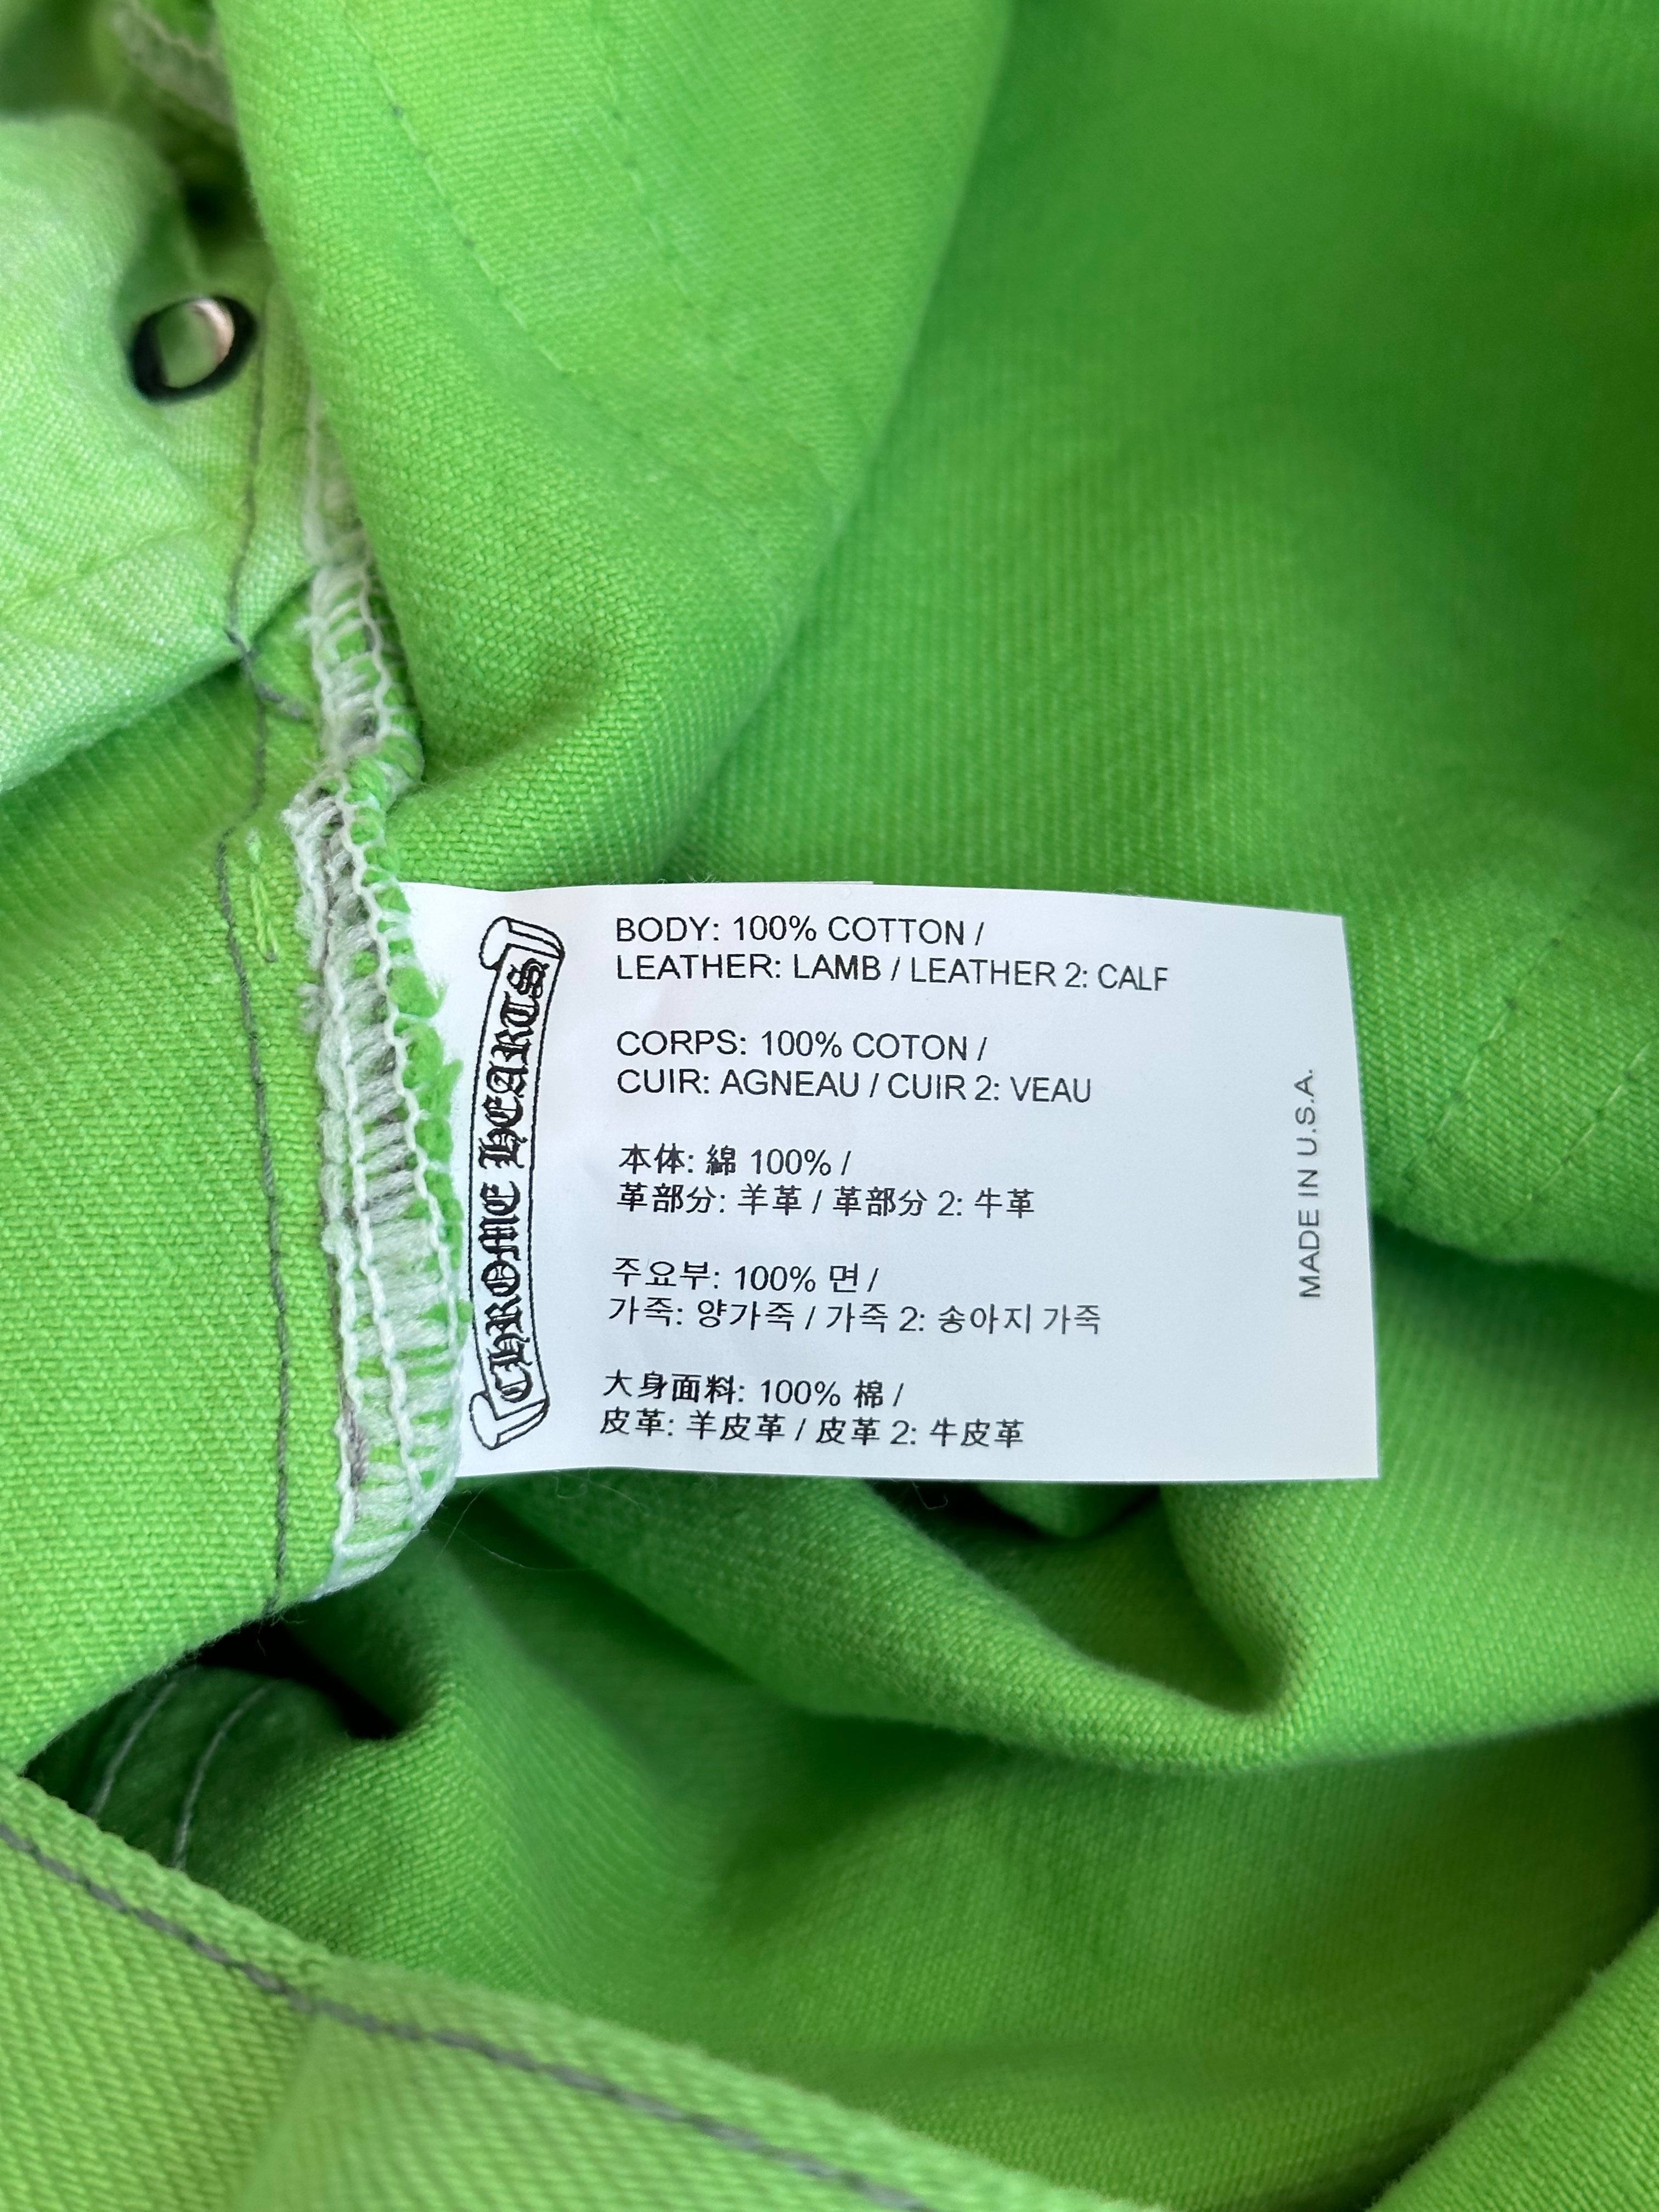 CHROME HEARTS
BODY: 100% COTTON /
LEATHER: LAMB / LEATHER 2: CALF
CORPS: 100% COTON /
CUIR: AGNEAU / CUIR 2: VEAU
本体: 綿 100% /
革部分: 羊革 / 革部分 2: 牛革
주요부: 100% 면 /
가죽: 양가죽 / 가죽 2: 송아지 가죽
大身面料: 100% 棉 /
皮革: 羊皮革 / 皮革 2: 牛皮革
MADE IN U.S.A.